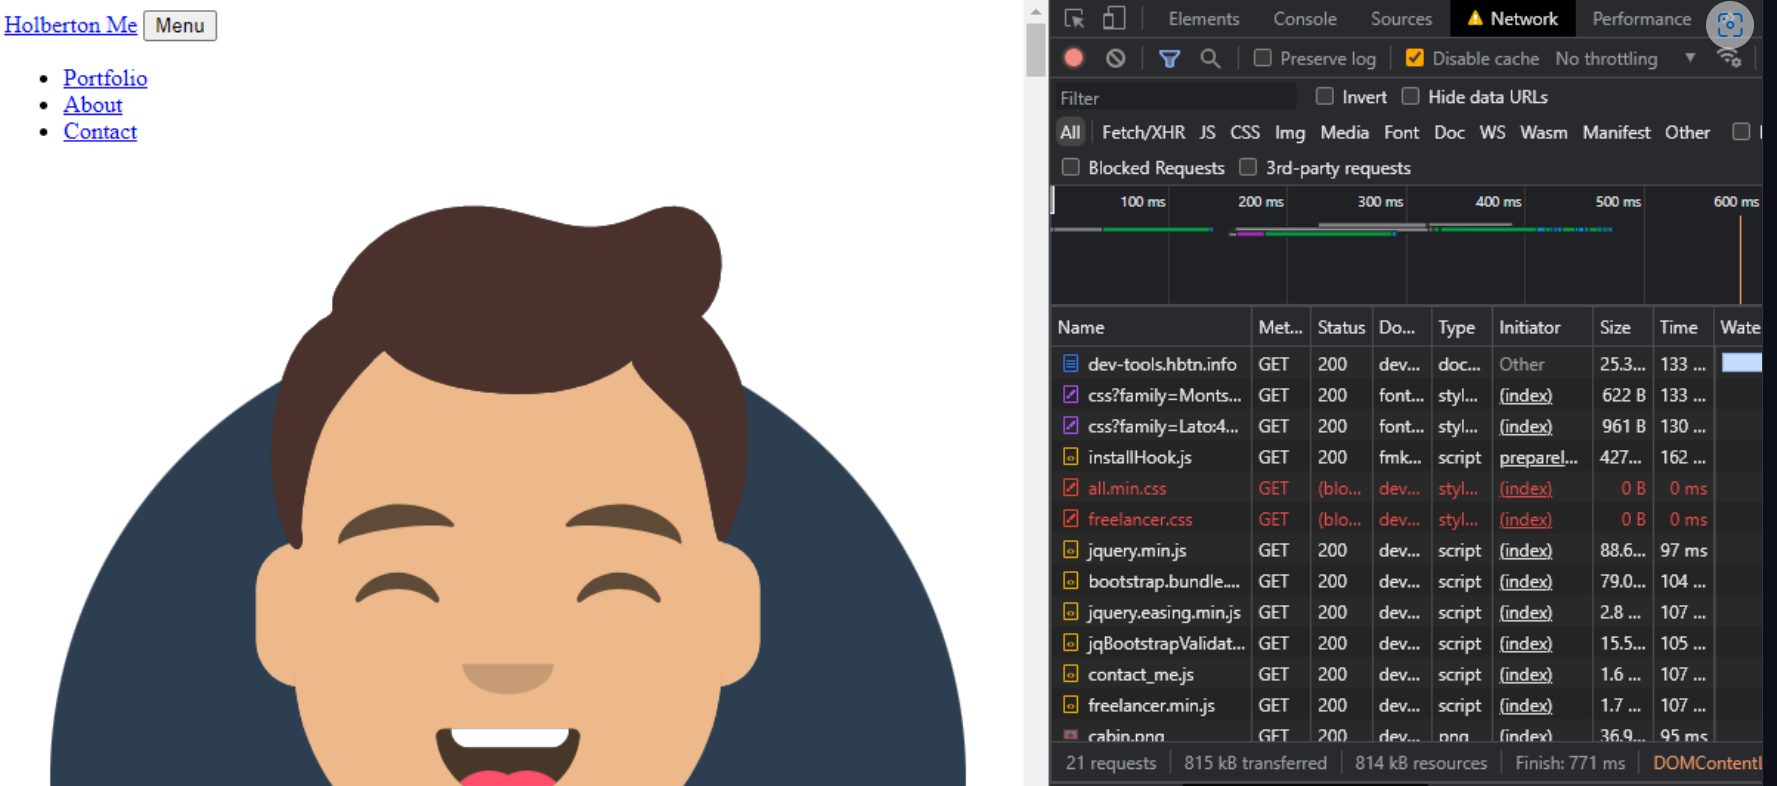 Holberton Me Menu
Portfolio
About
Contact
Elements Console Sources Network Performance
Preserve log Disable cache No throttling
Filter Invert Hide data URLs
All Fetch/XHR JS CSS Img Media Font Doc WS Wasm Manifest Other
Blocked Requests 3rd-party requests
100 ms 200 ms 300 ms 400 ms 500 ms 600 ms
Name Met... Status Do... Type Initiator Size Time Wate
dev-tools.hbtn.info GET 200 dev... doc... Other 25.3... 133 ...
css?family=Monts... GET 200 font... styl... (index) 622 B 133 ...
css?family=Lato:4... GET 200 font... styl... (index) 961 B 130 ...
installHook.js GET 200 fmk... script preparel... 427... 162 ...
all.min.css GET (blo... dev... styl... (index) 0 B 0 ms
freelancer.css GET (blo... dev... styl... (index) 0 B 0 ms
jquery.min.js GET 200 dev... script (index) 88.6... 97 ms
bootstrap.bundle.... GET 200 dev... script (index) 79.0... 104 ...
jquery.easing.min.js GET 200 dev... script (index) 2.8 ... 107 ...
jqBootstrapValidat... GET 200 dev... script (index) 15.5... 105 ...
contact_me.js GET 200 dev... script (index) 1.6 ... 107 ...
freelancer.min.js GET 200 dev... script (index) 1.7 ... 107 ...
cabin.png GET 200 dev... png (index) 36.9... 95 ms
21 requests 815 kB transferred 814 kB resources Finish: 771 ms DOMContentL